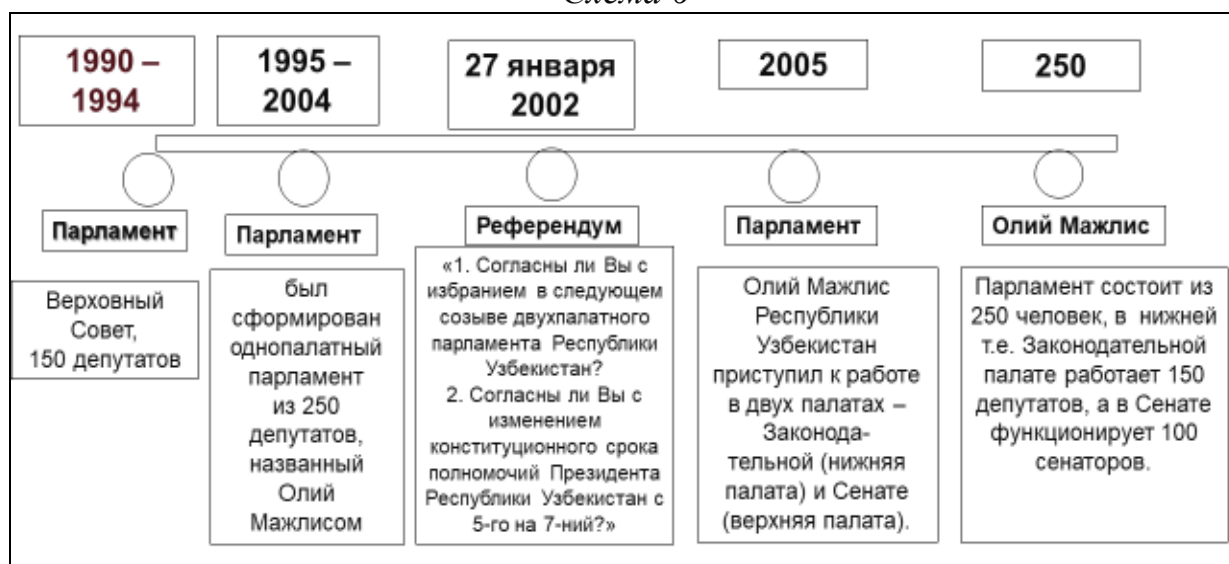 1990 –
1994
1995 –
2004
27 января
2002
2005
250
Парламент
Парламент
Референдум
Парламент
Олий Мажлис
Верховный
Совет,
150 депутатов
был
сформирован
однопалатный
парламент
из 250
депутатов,
названный
Олий
Мажлисом
«1. Согласны ли Вы с
избранием в следующем
созыве двухпалатного
парламента Республики
Узбекистан?
2. Согласны ли Вы с
изменением
конституционного срока
полномочий Президента
Республики Узбекистан с
5-го на 7-ний?»
Олий Мажлис
Республики
Узбекистан
приступил к работе
в двух палатах –
Законода-
тельной (нижняя
палата) и Сенате
(верхняя палата).
Парламент состоит из
250 человек, в нижней
т.е. Законодательной
палате работает 150
депутатов, а в Сенате
функционирует 100
сенаторов.